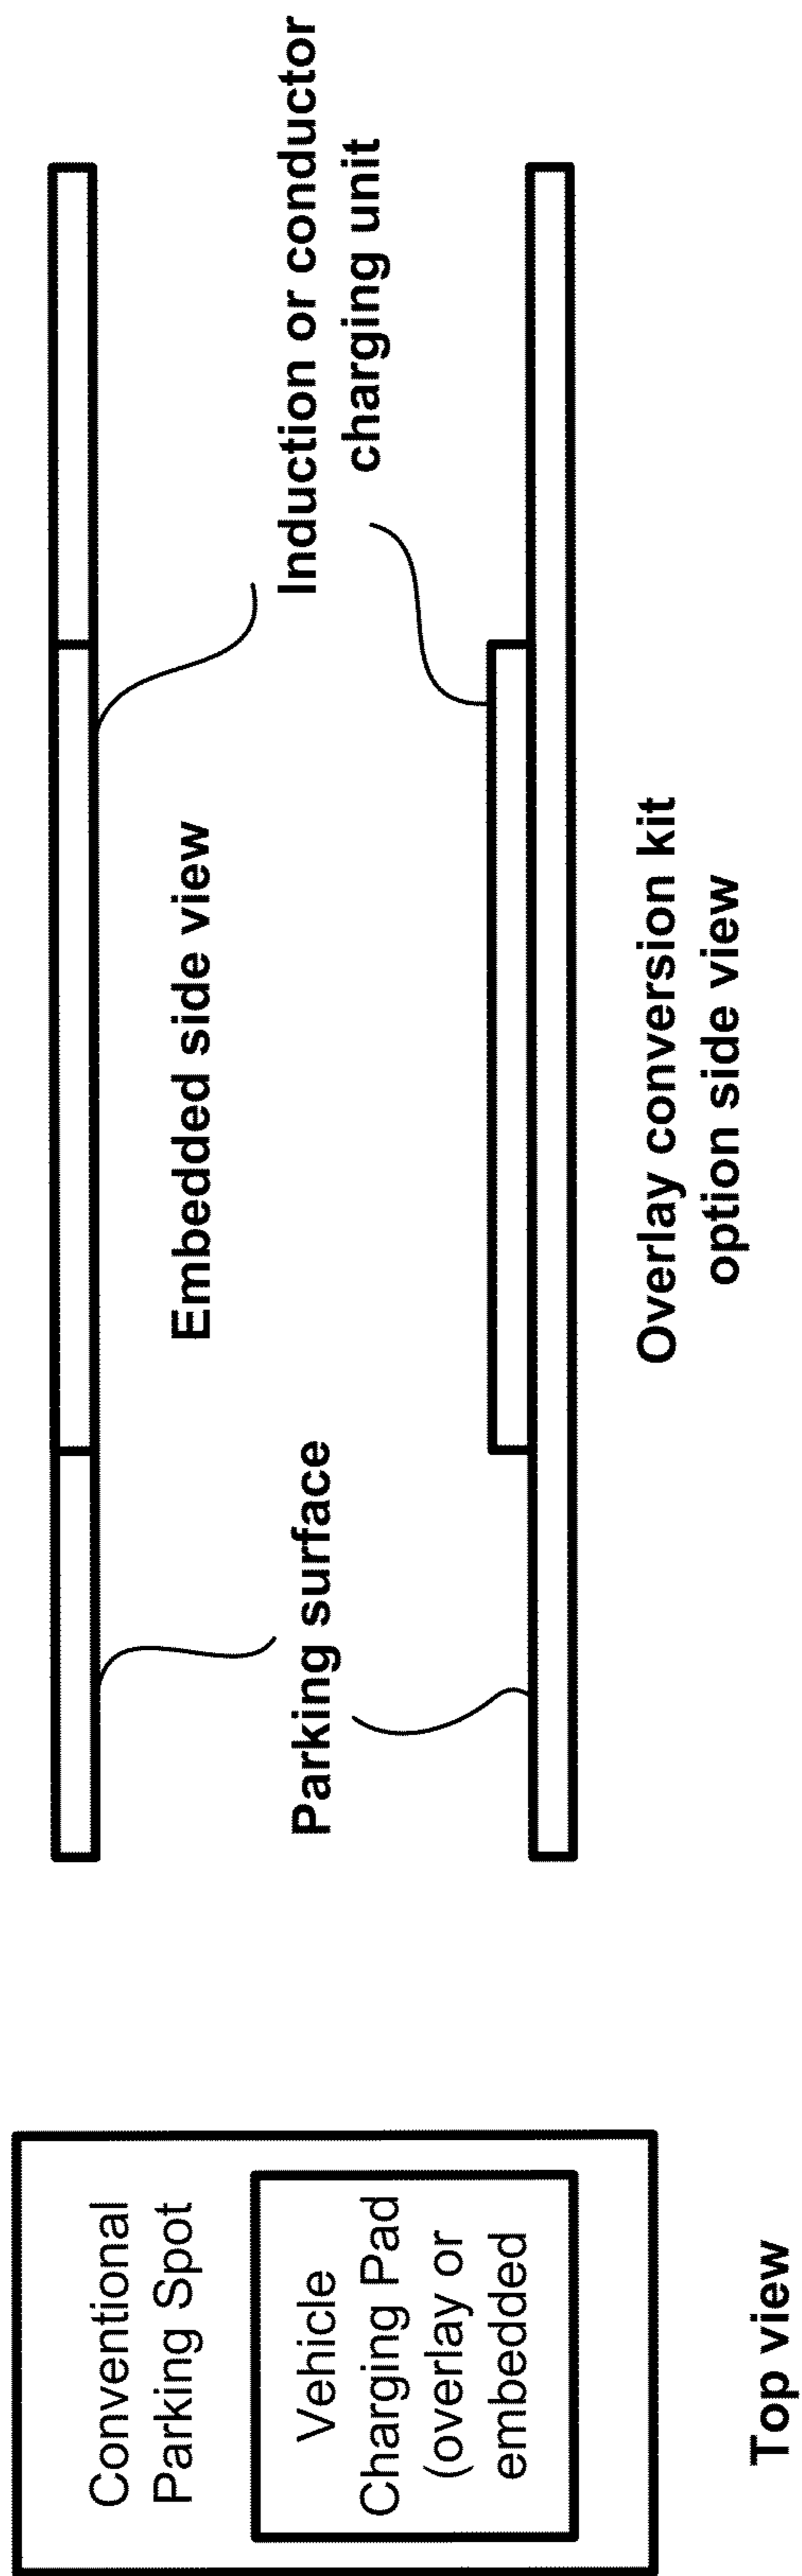 Conventional
Parking Spot
Vehicle
Charging Pad
(overlay or
embedded
Top view
Embedded side view
Parking surface
Induction or conductor
charging unit
Overlay conversion kit
option side view